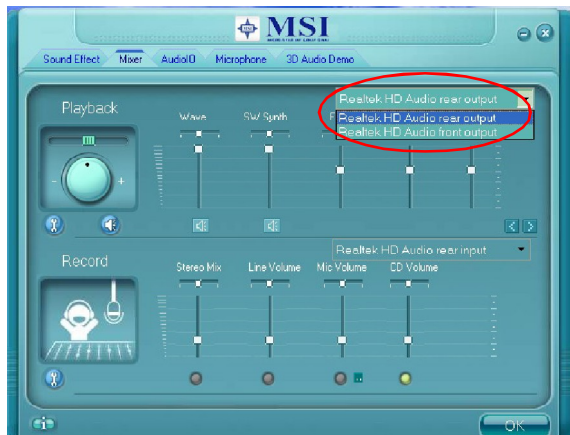 MSI
Sound Effect Mixer AudioIO Microphone 3D Audio Demo
Playback
Realtek HD Audio rear output
Wave SW Synth
Realtek HD Audio rear output
Realtek HD Audio front output
Realtek HD Audio rear input
Record
Stereo Mix Line Volume Mic Volume CD Volume
OK